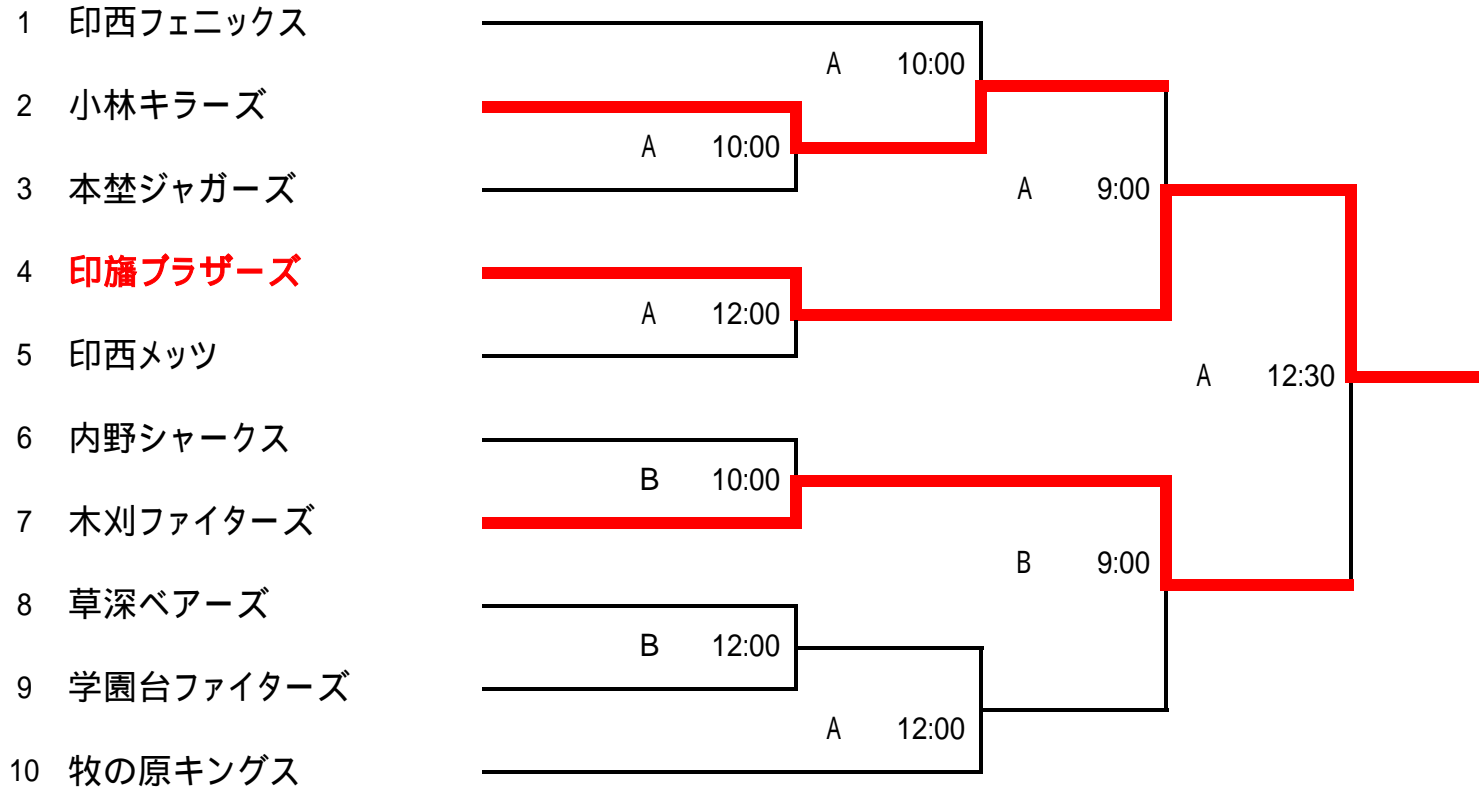 1 印西フェニックス
A 10:00
2 小林キラーズ
A 10:00
3 本埜ジャガーズ
A 9:00
4 印旛ブラザーズ
A 12:00
5 印西メッツ
A 12:30
6 内野シャークス
B 10:00
7 木刈ファイターズ
B 9:00
8 草深ベアーズ
B 12:00
9 学園台ファイターズ
A 12:00
10 牧の原キングス